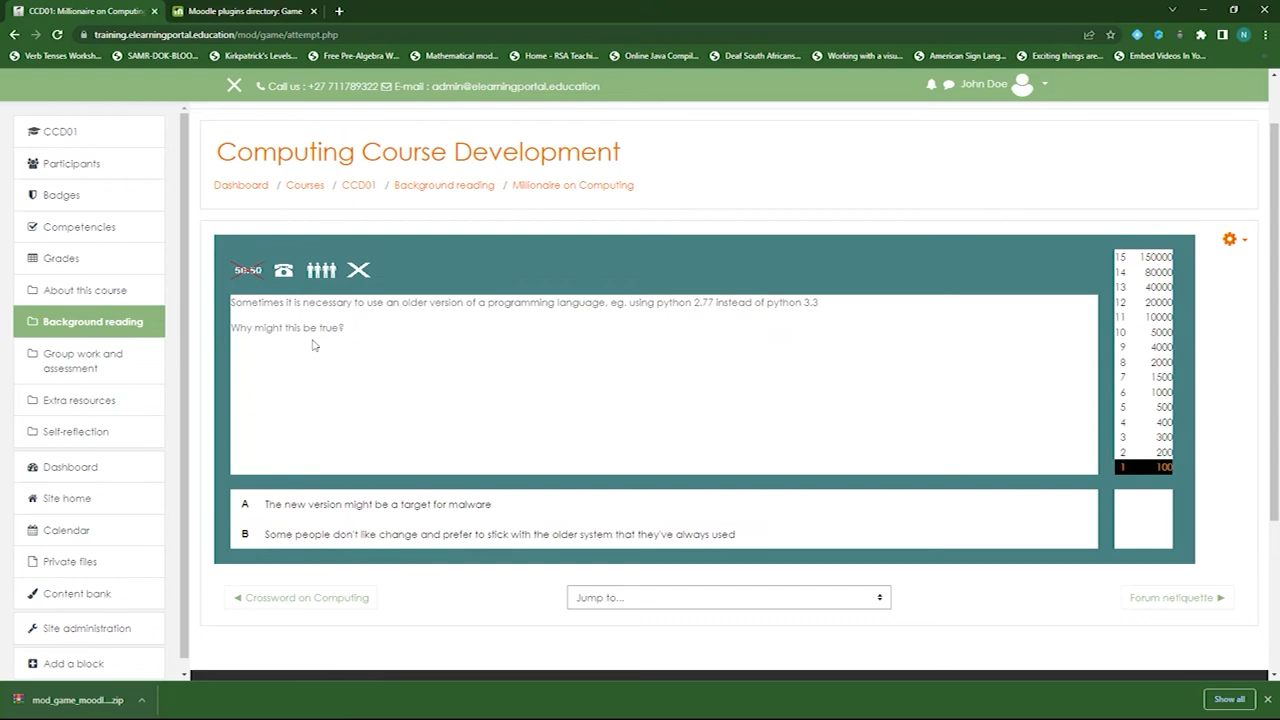 CCD01: Millionaire on Computing
Moodle plugins directory: Game
training.elearningportal.education/mod/game/attempt.php
N
Verb Tenses Worksh...
SAMR-DOK-BLOO...
Kirkpatrick's Levels...
Free Pre-Algebra W...
Mathematical mod...
Home - RSA Teachi...
Online Java Compil...
Deaf South Africans...
Working with a visu...
American Sign Lang...
Exciting things are...
Embed Videos In Yo...
Call us : +27 711789322 E-mail : admin@elearningportal.education
John Doe
CCD01
Participants
Badges
Competencies
Grades
About this course
Background reading
Group work and
assessment
Extra resources
Self-reflection
Dashboard
Site home
Calendar
Private files
Content bank
Site administration
Add a block
Computing Course Development
Dashboard / Courses / CCD01 / Background reading / Millionaire on Computing
50:50
Sometimes it is necessary to use an older version of a programming language, eg. using python 2.77 instead of python 3.3
Why might this be true?
15 150000
14 80000
13 40000
12 20000
11 10000
10 5000
9 4000
8 2000
7 1500
6 1000
5 500
4 400
3 300
2 200
1 100
A The new version might be a target for malware
B Some people don't like change and prefer to stick with the older system that they've always used
◄ Crossword on Computing
Jump to...
Forum netiquette ►
mod_game_moodl....zip
Show all